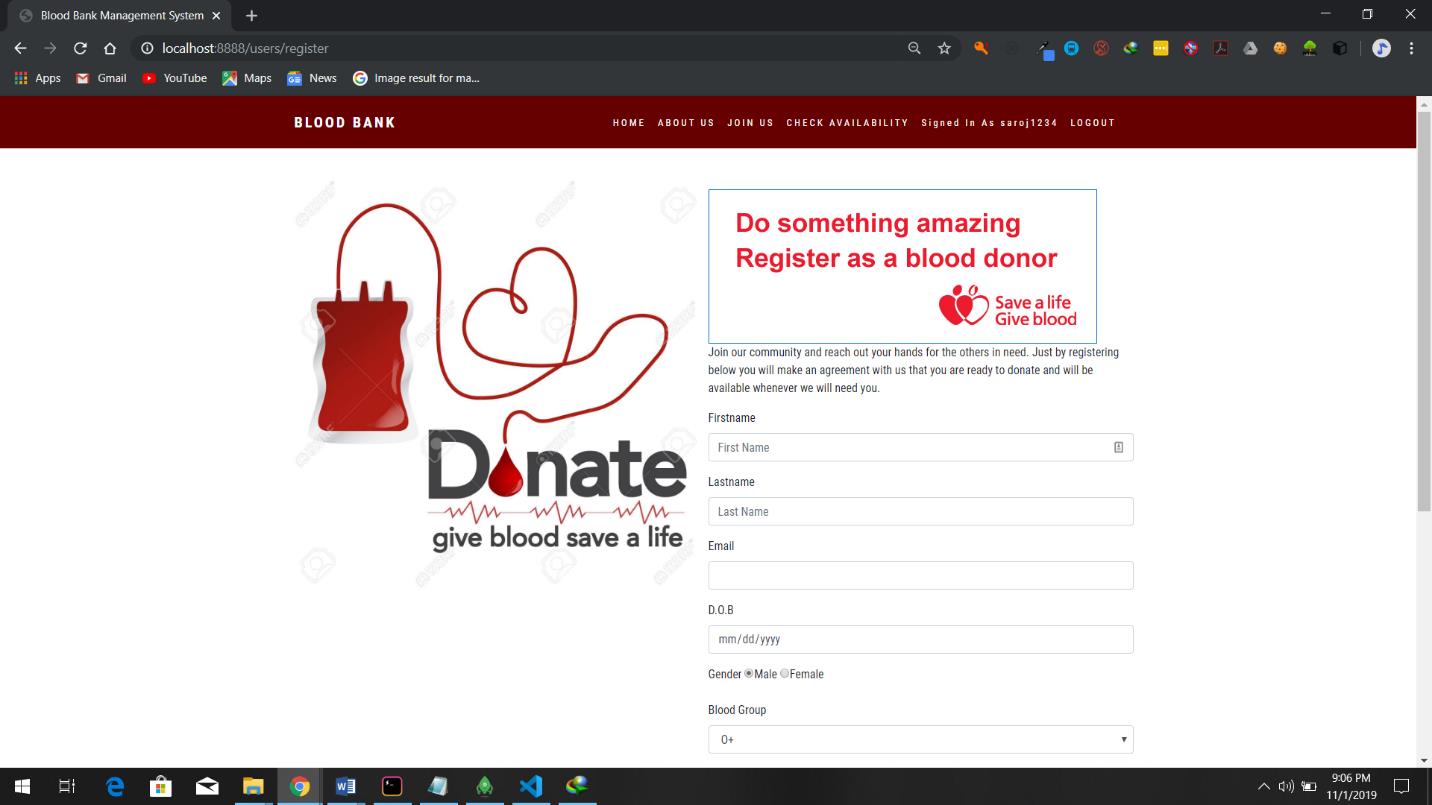 Blood Bank Management System
localhost:8888/users/register
Apps Gmail YouTube Maps News Image result for ma...
BLOOD BANK
HOME ABOUT US JOIN US CHECK AVAILABILITY Signed In As saroj1234 LOGOUT
Do something amazing
Register as a blood donor
Save a life
Give blood
Donate
give blood save a life
Join our community and reach out your hands for the others in need. Just by registering
below you will make an agreement with us that you are ready to donate and will be
available whenever we will need you.
Firstname
First Name
Lastname
Last Name
Email
D.O.B
mm/dd/yyyy
Gender Male Female
Blood Group
O+
9:06 PM
11/1/2019